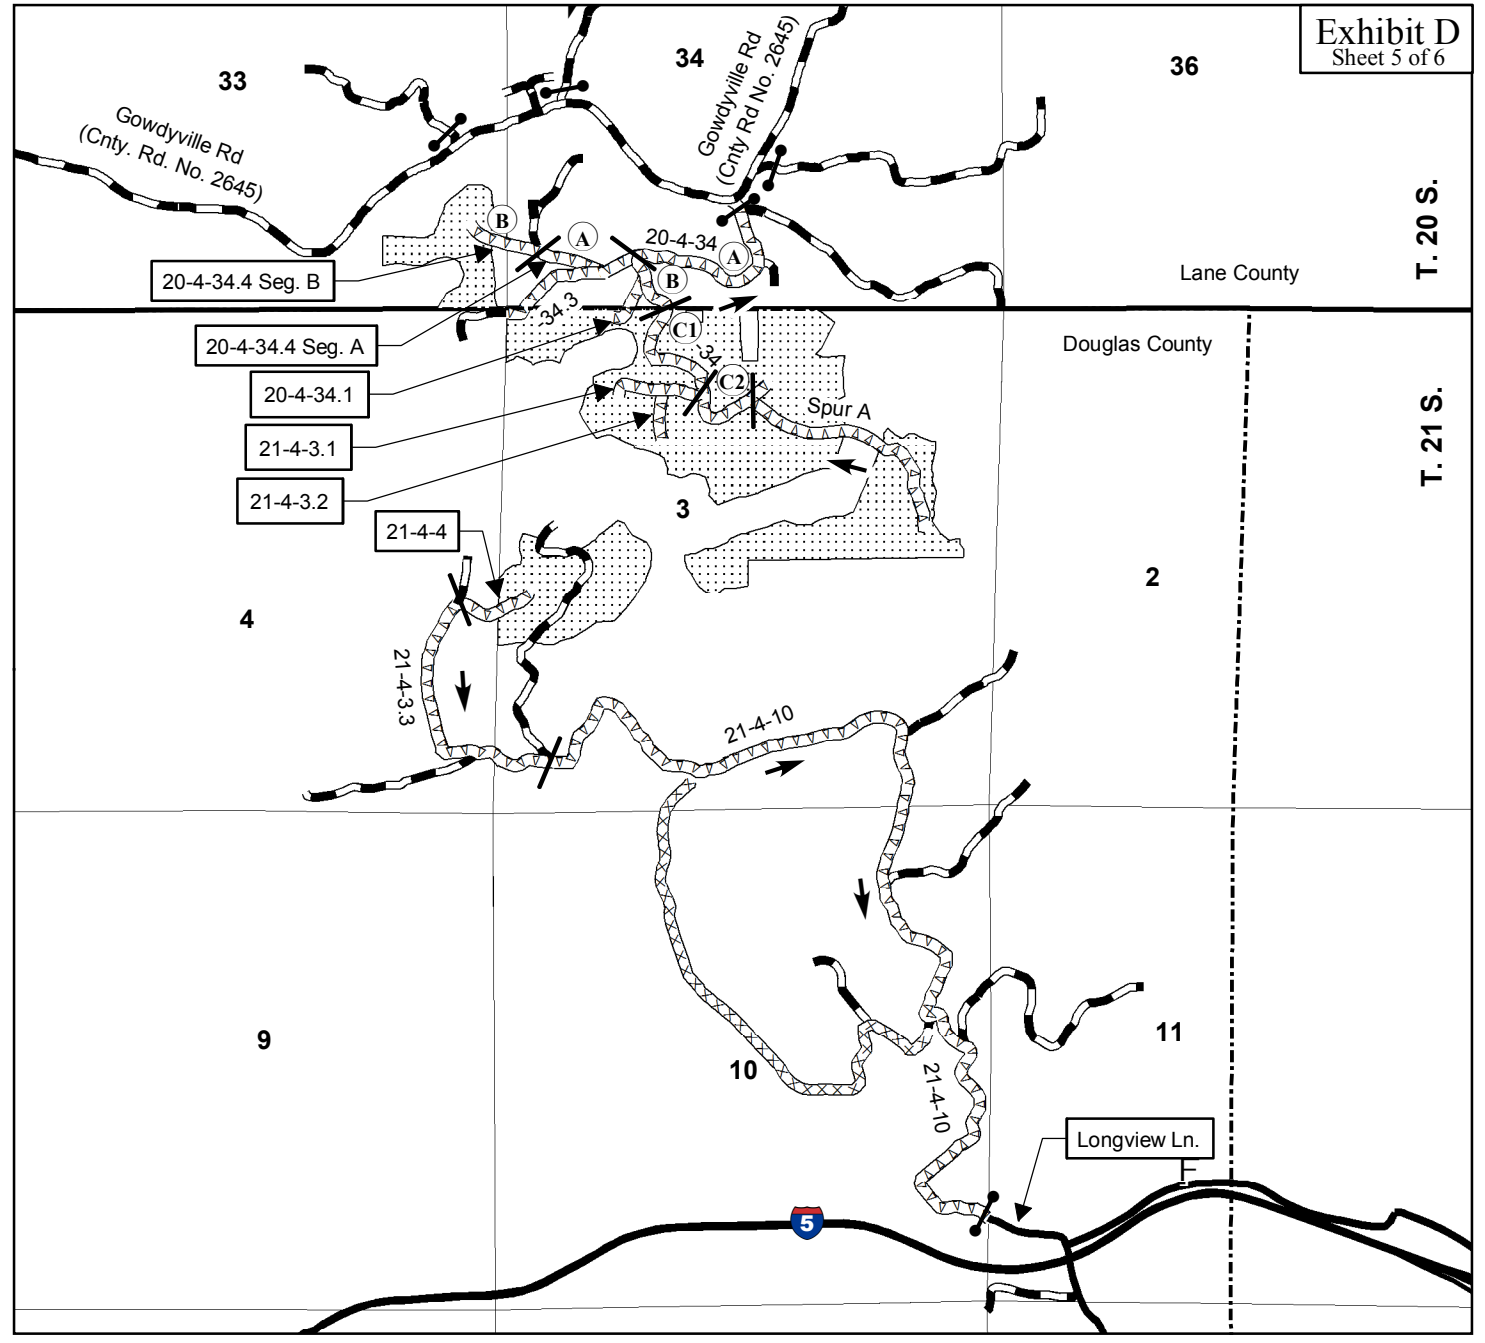 Exhibit D
Sheet 5 of 6
33
34
36
Gowdyville Rd
(Cnty. Rd. No. 2645)
Gowdyville Rd
(Cnty Rd No. 2645)
T. 20 S.
B
A
20-4-34
A
B
20-4-34.4 Seg. B
Lane County
-34.3
20-4-34.4 Seg. A
C1
Douglas County
-34
C2
20-4-34.1
Spur A
T. 21 S.
21-4-3.1
21-4-3.2
3
21-4-4
2
4
21-4-3.3
21-4-10
9
10
11
21-4-10
Longview Ln.
F
5